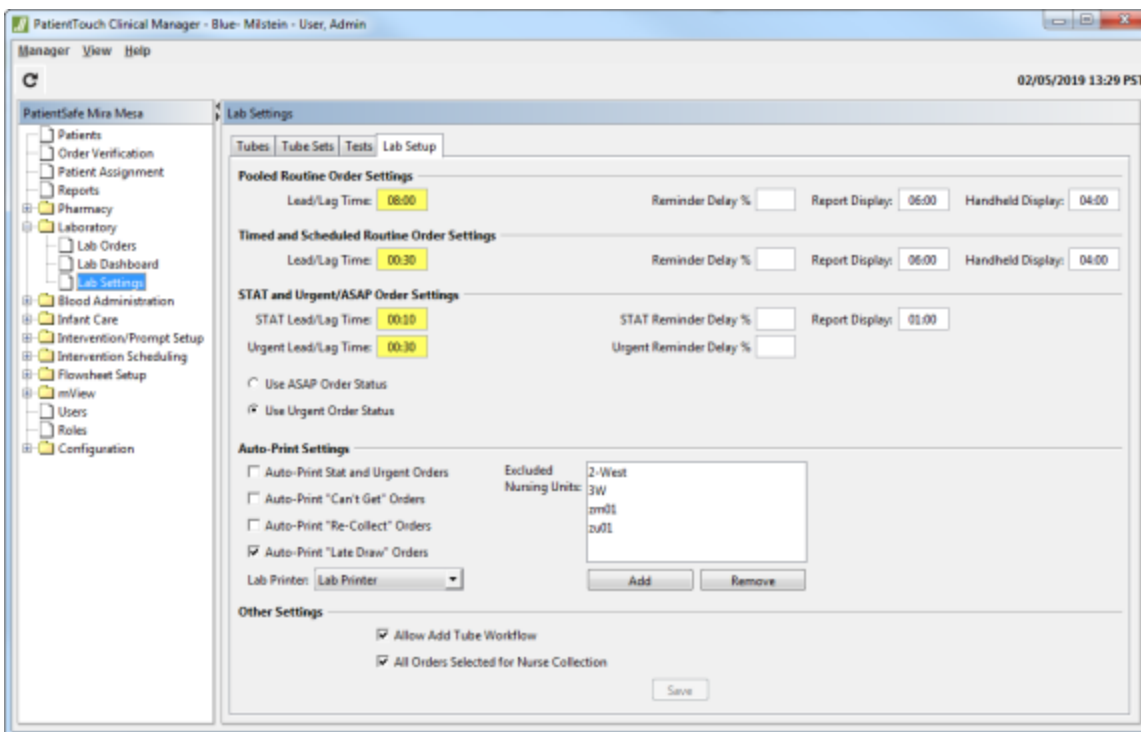 PatientTouch Clinical Manager - Blue- Milstein - User, Admin
Manager View Help
02/05/2019 13:29 PST
PatientSafe Mira Mesa
Patients
Order Verification
Patient Assignment
Reports
Pharmacy
Laboratory
Lab Orders
Lab Dashboard
Lab Settings
Blood Administration
Infant Care
Intervention/Prompt Setup
Intervention Scheduling
Flowsheet Setup
mView
Users
Roles
Configuration
Lab Settings
Tubes Tube Sets Tests Lab Setup
Pooled Routine Order Settings
Lead/Lag Time: 08:00 Reminder Delay % Report Display: 06:00 Handheld Display: 04:00
Timed and Scheduled Routine Order Settings
Lead/Lag Time: 00:30 Reminder Delay % Report Display: 06:00 Handheld Display: 04:00
STAT and Urgent/ASAP Order Settings
STAT Lead/Lag Time: 00:10 STAT Reminder Delay % Report Display: 01:00
Urgent Lead/Lag Time: 00:30 Urgent Reminder Delay %
Use ASAP Order Status
Use Urgent Order Status
Auto-Print Settings
Auto-Print Stat and Urgent Orders
Auto-Print "Can't Get" Orders
Auto-Print "Re-Collect" Orders
Auto-Print "Late Draw" Orders
Lab Printer: Lab Printer
Excluded
Nursing Units:
2-West
3W
zm01
zu01
Add Remove
Other Settings
Allow Add Tube Workflow
All Orders Selected for Nurse Collection
Save